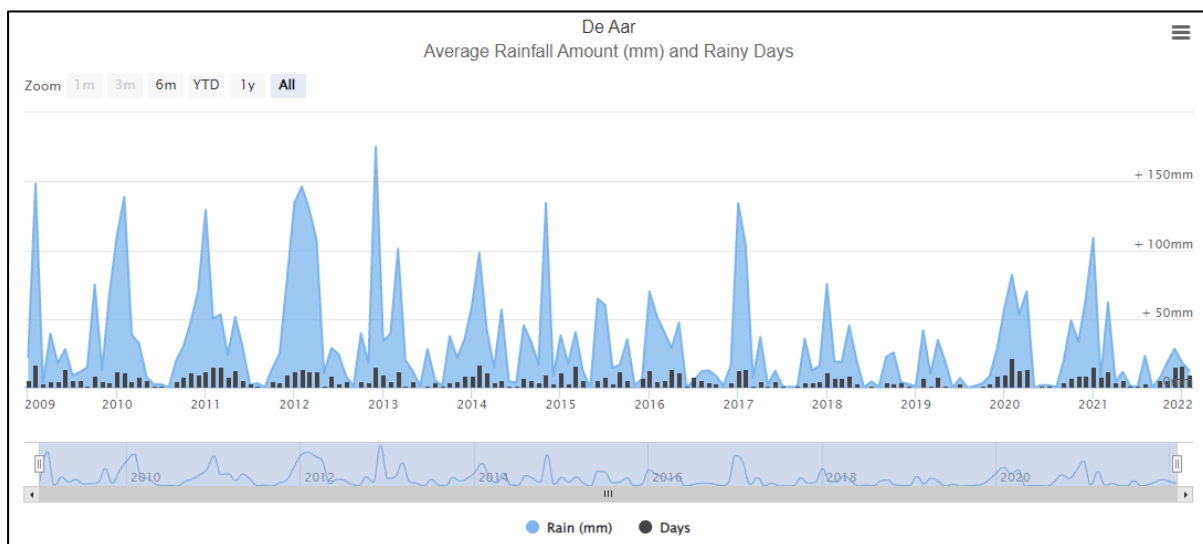 De Aar
Average Rainfall Amount (mm) and Rainy Days
Zoom 1m 3m 6m YTD 1y All
+ 150mm
+ 100mm
+ 50mm
2009 2010 2011 2012 2013 2014 2015 2016 2017 2018 2019 2020 2021 2022
2010 2012 2014 2016 2018 2020
Rain (mm) Days